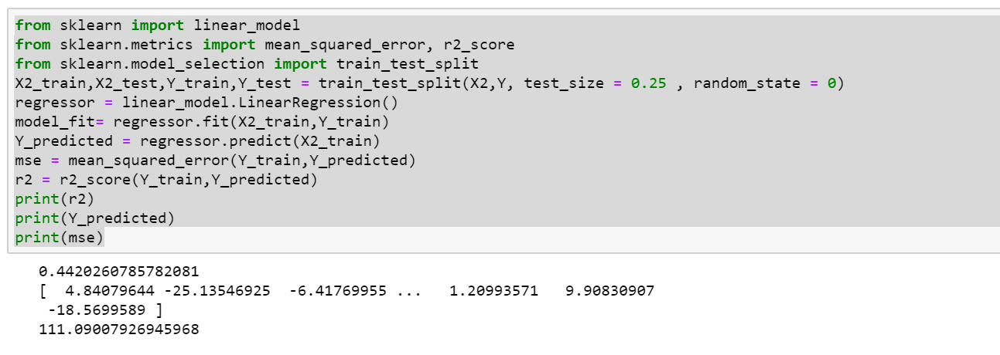 from sklearn import linear_model
from sklearn.metrics import mean_squared_error, r2_score
from sklearn.model_selection import train_test_split
X2_train,X2_test,Y_train,Y_test = train_test_split(X2,Y, test_size = 0.25 , random_state = 0)
regressor = linear_model.LinearRegression()
model_fit= regressor.fit(X2_train,Y_train)
Y_predicted = regressor.predict(X2_train)
mse = mean_squared_error(Y_train,Y_predicted)
r2 = r2_score(Y_train,Y_predicted)
print(r2)
print(Y_predicted)
print(mse)
0.4420260785782081
[  4.84079644 -25.13546925  -6.41769955 ...   1.20993571   9.90830907
 -18.5699589 ]
111.09007926945968